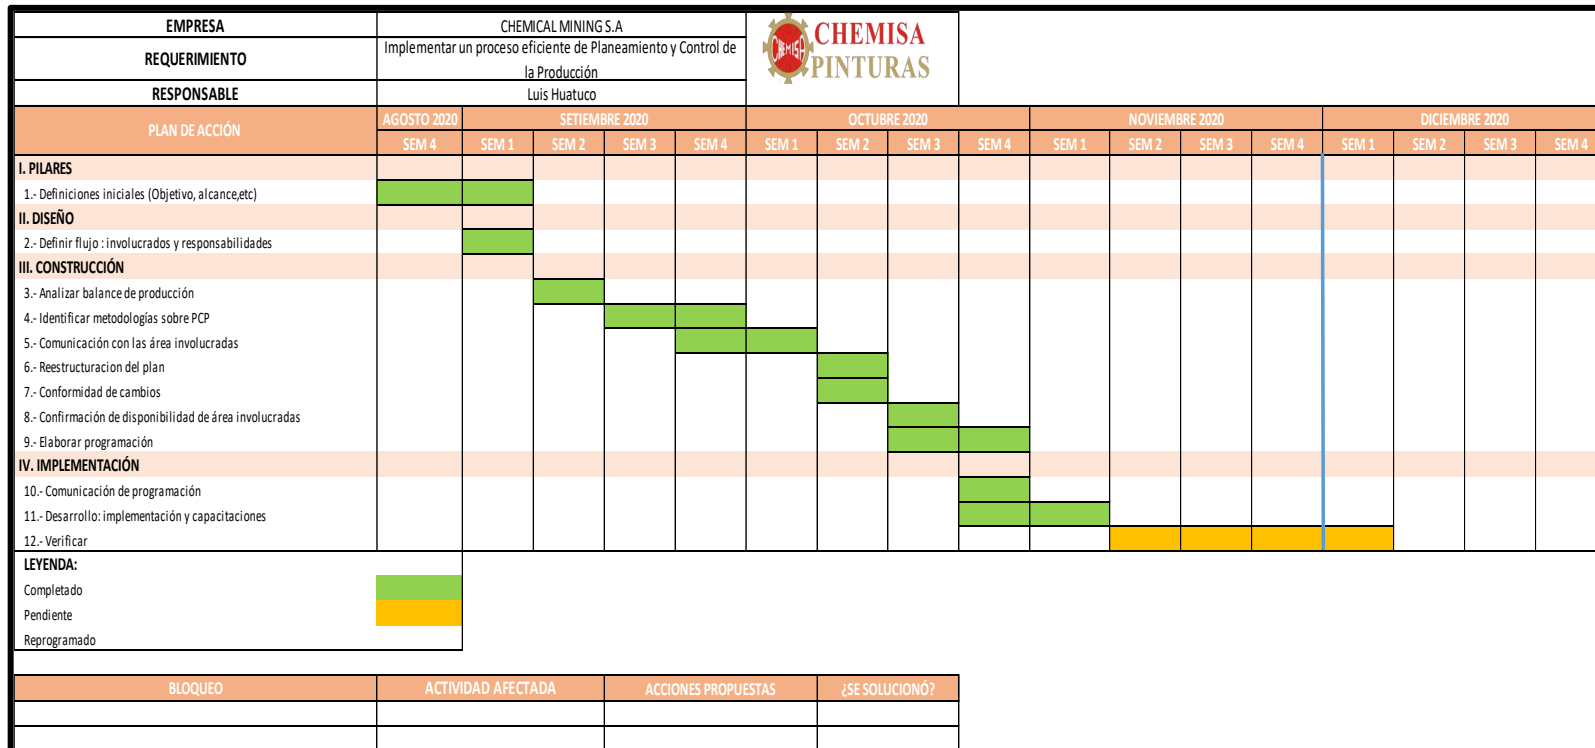 EMPRESA
CHEMICAL MINING S.A
REQUERIMIENTO
Implementar un proceso eficiente de Planeamiento y Control de
la Producción
RESPONSABLE
Luis Huatuco
CHEMISA
CHEMISA
PINTURAS
PLAN DE ACCIÓN
AGOSTO 2020 SETIEMBRE 2020 OCTUBRE 2020 NOVIEMBRE 2020 DICIEMBRE 2020
SEM 4 SEM 1 SEM 2 SEM 3 SEM 4 SEM 1 SEM 2 SEM 3 SEM 4 SEM 1 SEM 2 SEM 3 SEM 4 SEM 1 SEM 2 SEM 3 SEM 4
I. PILARES
1.- Definiciones iniciales (Objetivo, alcance,etc)
II. DISEÑO
2.- Definir flujo : involucrados y responsabilidades
III. CONSTRUCCIÓN
3.- Analizar balance de producción
4.- Identificar metodologías sobre PCP
5.- Comunicación con las área involucradas
6.- Reestructuracion del plan
7.- Conformidad de cambios
8.- Confirmación de disponibilidad de área involucradas
9.- Elaborar programación
IV. IMPLEMENTACIÓN
10.- Comunicación de programación
11.- Desarrollo: implementación y capacitaciones
12.- Verificar
LEYENDA:
Completado
Pendiente
Reprogramado
BLOQUEO ACTIVIDAD AFECTADA ACCIONES PROPUESTAS ¿SE SOLUCIONÓ?